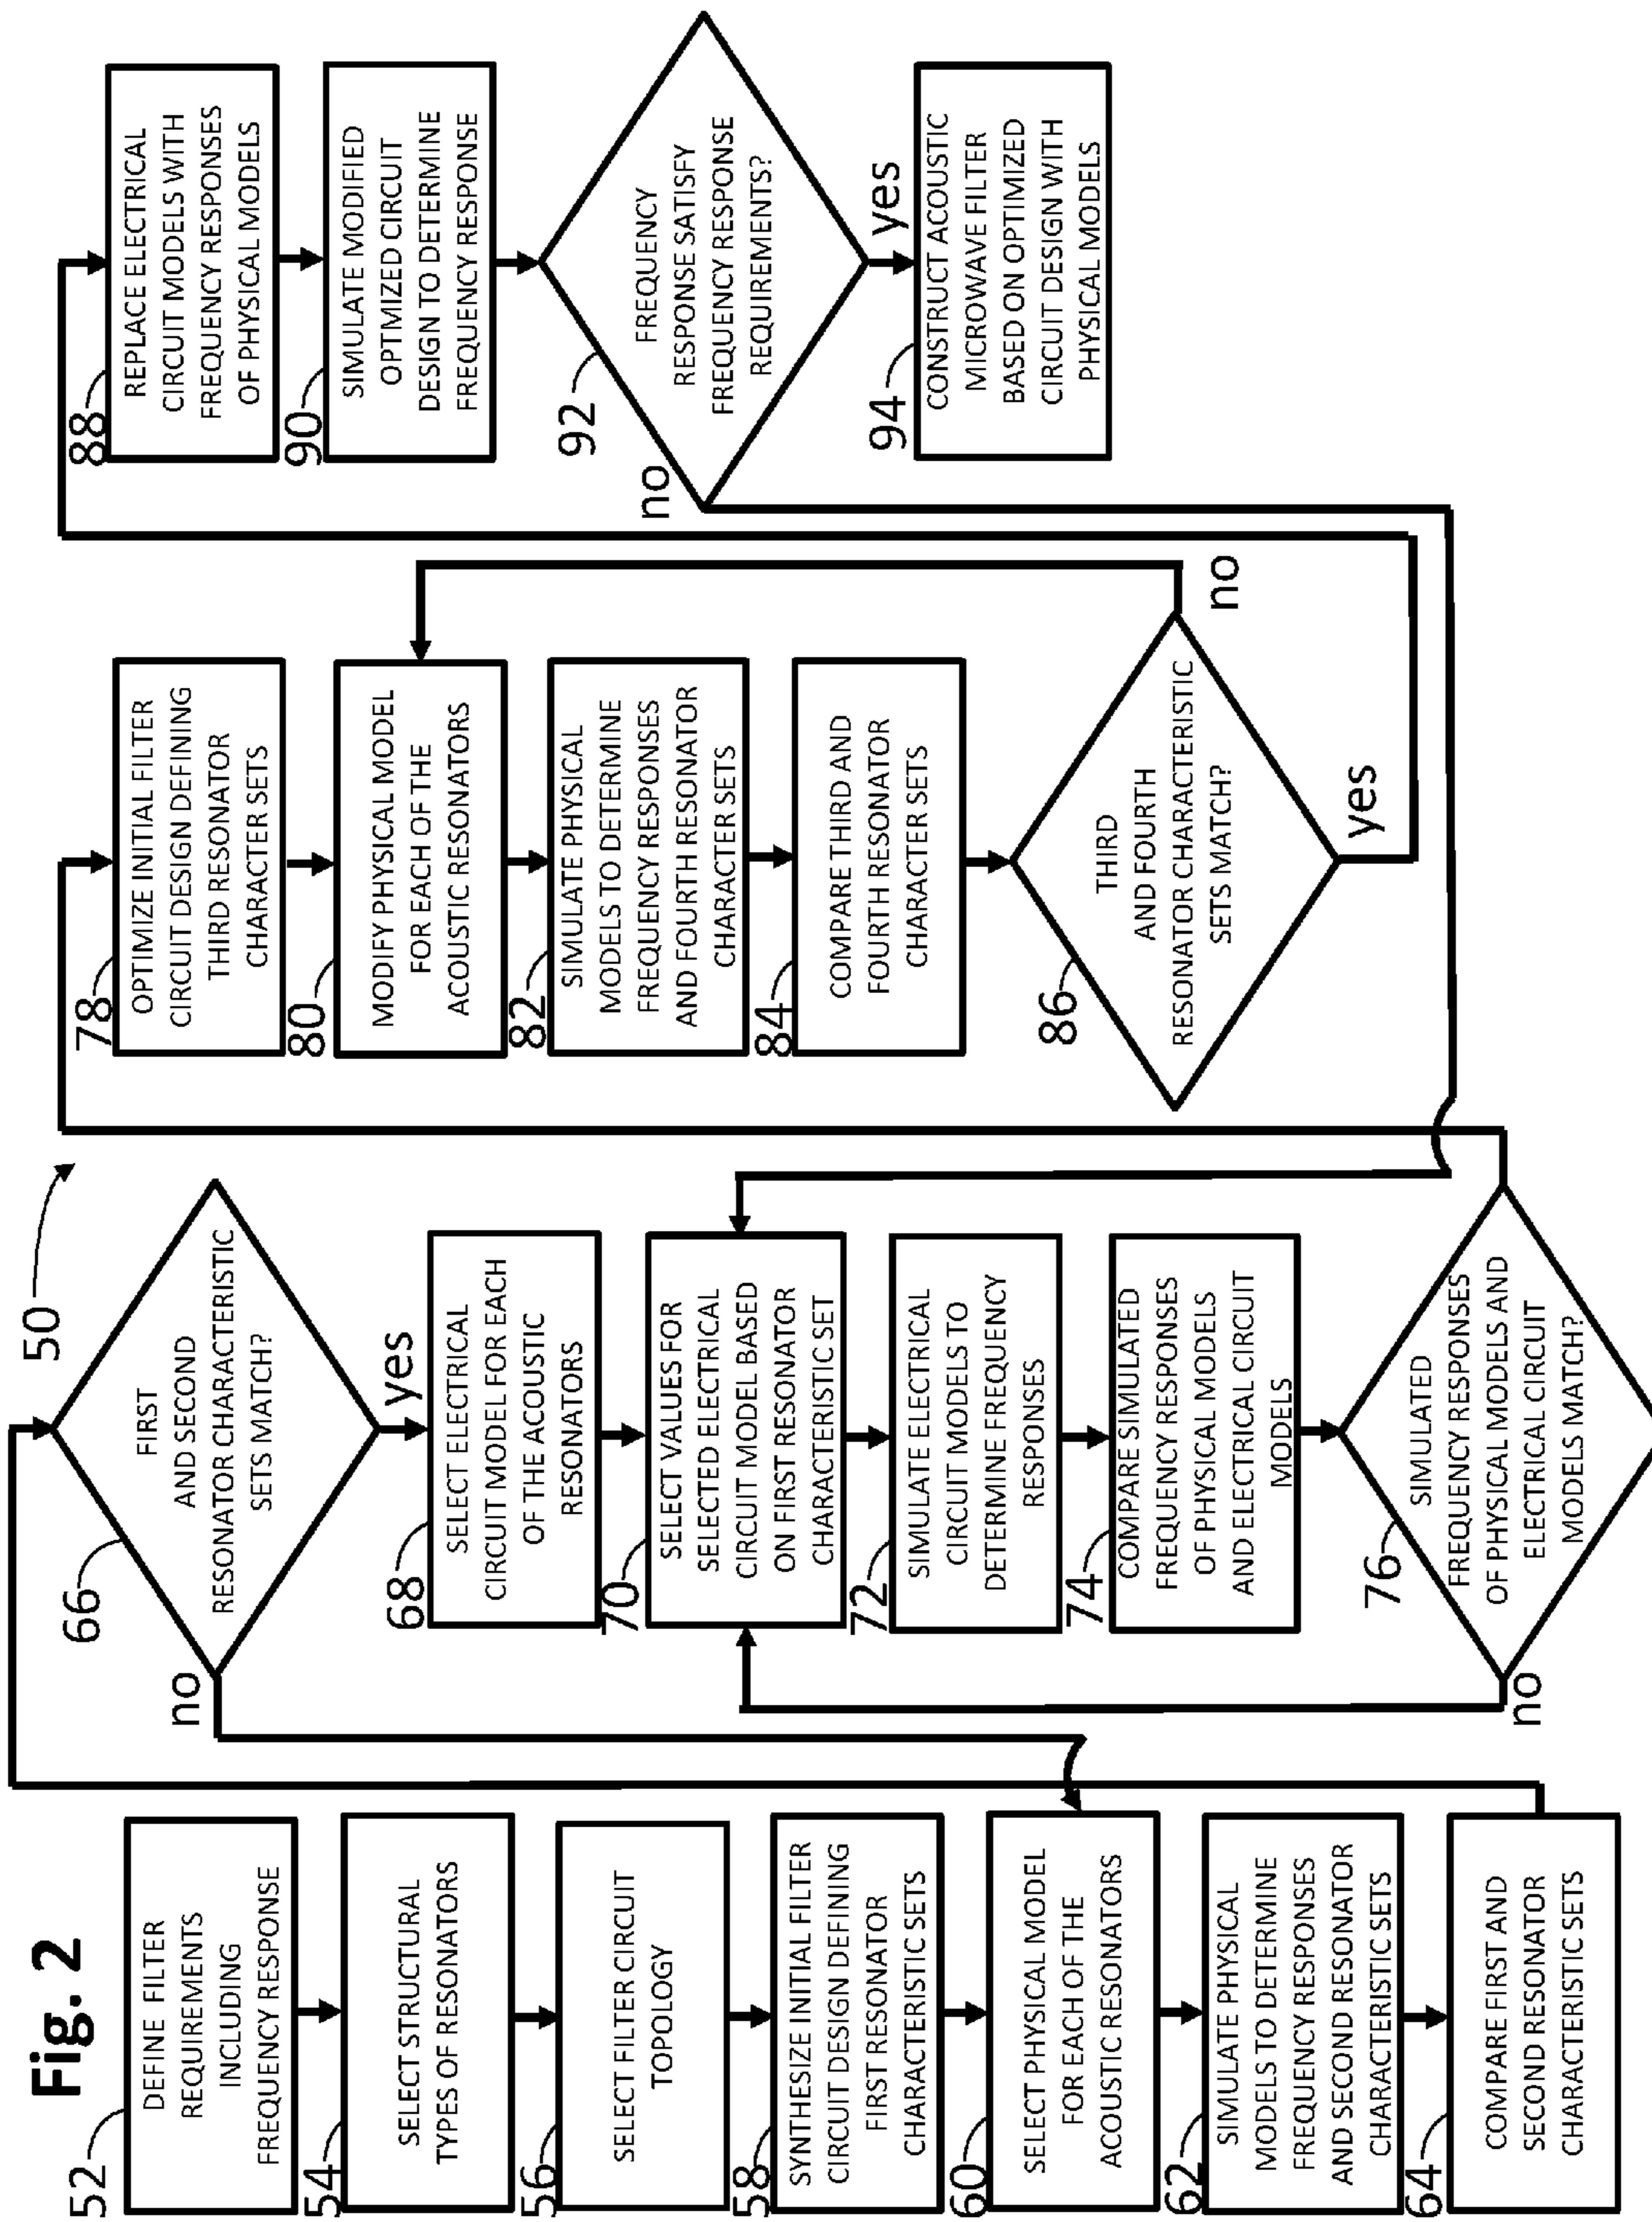 Fig. 2
50
52
DEFINE FILTER
REQUIREMENTS
INCLUDING
FREQUENCY RESPONSE
54
SELECT STRUCTURAL
TYPES OF RESONATORS
56
SELECT FILTER CIRCUIT
TOPOLOGY
58
SYNTHESIZE INITIAL FILTER
CIRCUIT DESIGN DEFINING
FIRST RESONATOR
CHARACTERISTIC SETS
60
SELECT PHYSICAL MODEL
FOR EACH OF THE
ACOUSTIC RESONATORS
62
SIMULATE PHYSICAL
MODELS TO DETERMINE
FREQUENCY RESPONSES
AND SECOND RESONATOR
CHARACTERISTIC SETS
64
COMPARE FIRST AND
SECOND RESONATOR
CHARACTERISTIC SETS
66
FIRST
AND SECOND
RESONATOR CHARACTERISTIC
SETS MATCH?
no
yes
68
SELECT ELECTRICAL
CIRCUIT MODEL FOR EACH
OF THE ACOUSTIC
RESONATORS
70
SELECT VALUES FOR
SELECTED ELECTRICAL
CIRCUIT MODEL BASED
ON FIRST RESONATOR
CHARACTERISTIC SET
72
SIMULATE ELECTRICAL
CIRCUIT MODELS TO
DETERMINE FREQUENCY
RESPONSES
74
COMPARE SIMULATED
FREQUENCY RESPONSES
OF PHYSICAL MODELS
AND ELECTRIC CIRCUIT
MODELS
76
SIMULATED
FREQUENCY RESPONSES
OF PHYSICAL MODELS AND
ELECTRICAL CIRCUIT
MODELS MATCH?
no
78
OPTIMIZE INITIAL FILTER
CIRCUIT DESIGN DEFINING
THIRD RESONATOR
CHARACTER SETS
80
MODIFY PHYSICAL MODEL
FOR EACH OF THE
ACOUSTIC RESONATORS
82
SIMULATE PHYSICAL
MODELS TO DETERMINE
FREQUENCY RESPONSES
AND FOURTH RESONATOR
CHARACTER SETS
84
COMPARE THIRD AND
FOURTH RESONATOR
CHARACTER SETS
86
THIRD
AND FOURTH
RESONATOR CHARACTERISTIC
SETS MATCH?
no
yes
88
REPLACE ELECTRICAL
CIRCUIT MODELS WITH
FREQUENCY RESPONSES
OF PHYSICAL MODELS
90
SIMULATE MODIFIED
OPTMIZED CIRCUIT
DESIGN TO DETERMINE
FREQUENCY RESPONSE
92
FREQUENCY
RESPONSE SATISFY
FREQUENCY RESPONSE
REQUIREMENTS?
no
yes
94
CONSTRUCT ACOUSTIC
MICROWAVE FILTER
BASED ON OPTIMIZED
CIRCUIT DESIGN WITH
PHYSICAL MODELS